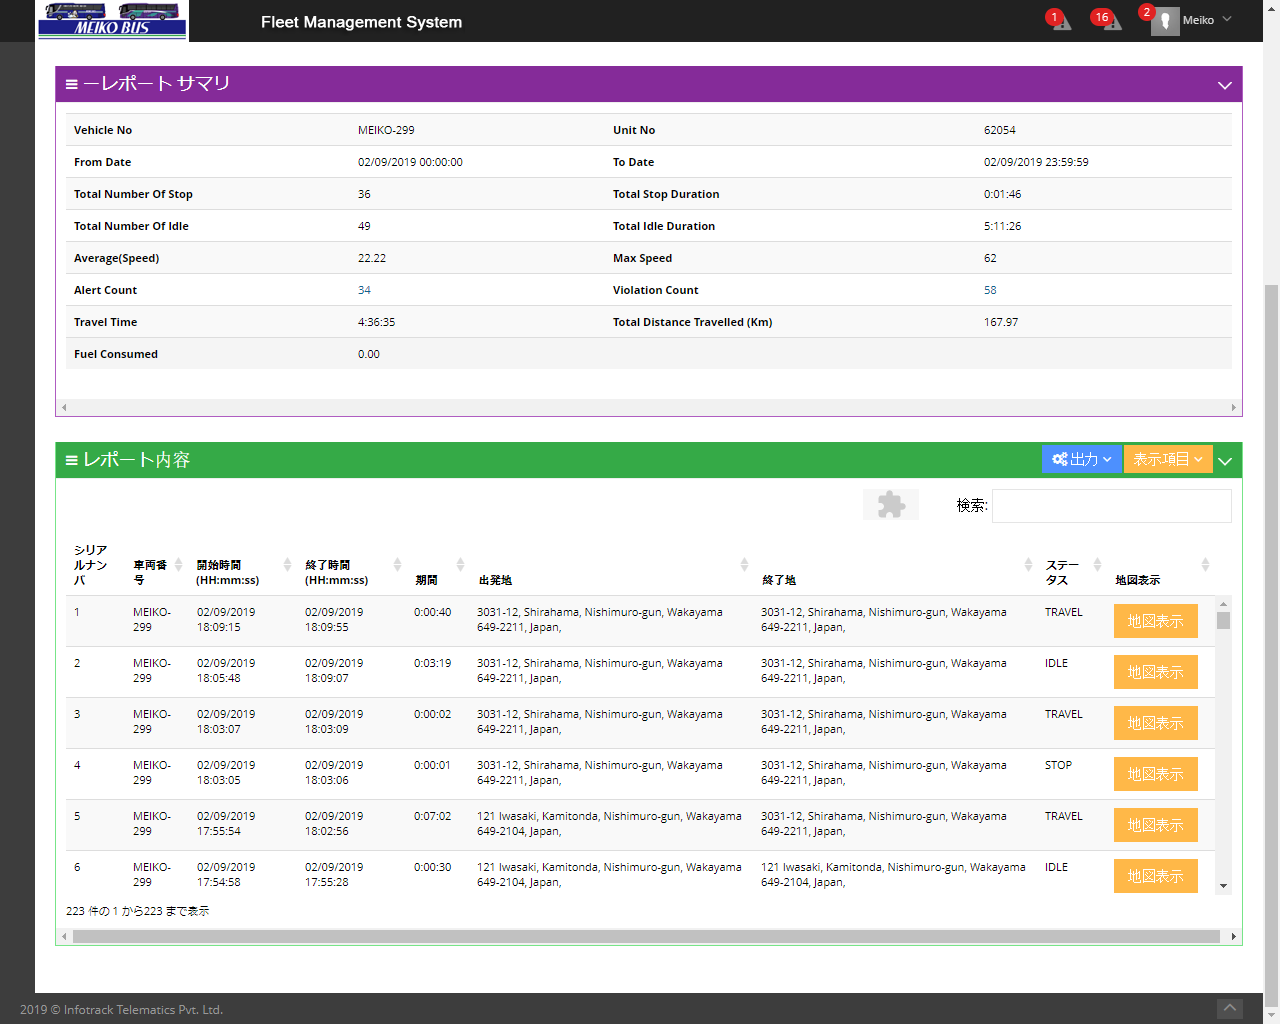 MEIKO BUS
Fleet Management System
1
16
2
Meiko
ーレポート サマリ
Vehicle No MEIKO-299 Unit No 62054
From Date 02/09/2019 00:00:00 To Date 02/09/2019 23:59:59
Total Number Of Stop 36 Total Stop Duration 0:01:46
Total Number Of Idle 49 Total Idle Duration 5:11:26
Average(Speed) 22.22 Max Speed 62
Alert Count 34 Violation Count 58
Travel Time 4:36:35 Total Distance Travelled (Km) 167.97
Fuel Consumed 0.00
レポート内容 出力 表示項目
検索:
シリア
ルナン
バ
車両番
号
開始時間
(HH:mm:ss)
終了時間
(HH:mm:ss)
期間
出発地
終了地
ステー
タス
地図表示
1 MEIKO- 02/09/2019 02/09/2019 0:00:40 3031-12, Shirahama, Nishimuro-gun, Wakayama 3031-12, Shirahama, Nishimuro-gun, Wakayama TRAVEL 地図表示
299 18:09:15 18:09:55 649-2211, Japan, 649-2211, Japan,
2 MEIKO- 02/09/2019 02/09/2019 0:03:19 3031-12, Shirahama, Nishimuro-gun, Wakayama 3031-12, Shirahama, Nishimuro-gun, Wakayama IDLE 地図表示
299 18:05:48 18:09:07 649-2211, Japan, 649-2211, Japan,
3 MEIKO- 02/09/2019 02/09/2019 0:00:02 3031-12, Shirahama, Nishimuro-gun, Wakayama 3031-12, Shirahama, Nishimuro-gun, Wakayama TRAVEL 地図表示
299 18:03:07 18:03:09 649-2211, Japan, 649-2211, Japan,
4 MEIKO- 02/09/2019 02/09/2019 0:00:01 3031-12, Shirahama, Nishimuro-gun, Wakayama 3031-12, Shirahama, Nishimuro-gun, Wakayama STOP 地図表示
299 18:03:05 18:03:06 649-2211, Japan, 649-2211, Japan,
5 MEIKO- 02/09/2019 02/09/2019 0:07:02 121 Iwasaki, Kamitonda, Nishimuro-gun, Wakayama 3031-12, Shirahama, Nishimuro-gun, Wakayama TRAVEL 地図表示
299 17:55:54 18:02:56 649-2104, Japan, 649-2211, Japan,
6 MEIKO- 02/09/2019 02/09/2019 0:00:30 121 Iwasaki, Kamitonda, Nishimuro-gun, Wakayama 121 Iwasaki, Kamitonda, Nishimuro-gun, Wakayama IDLE 地図表示
299 17:54:58 17:55:28 649-2104, Japan, 649-2104, Japan,
223 件の 1 から223 まで表示
2019 © Infotrack Telematics Pvt. Ltd.